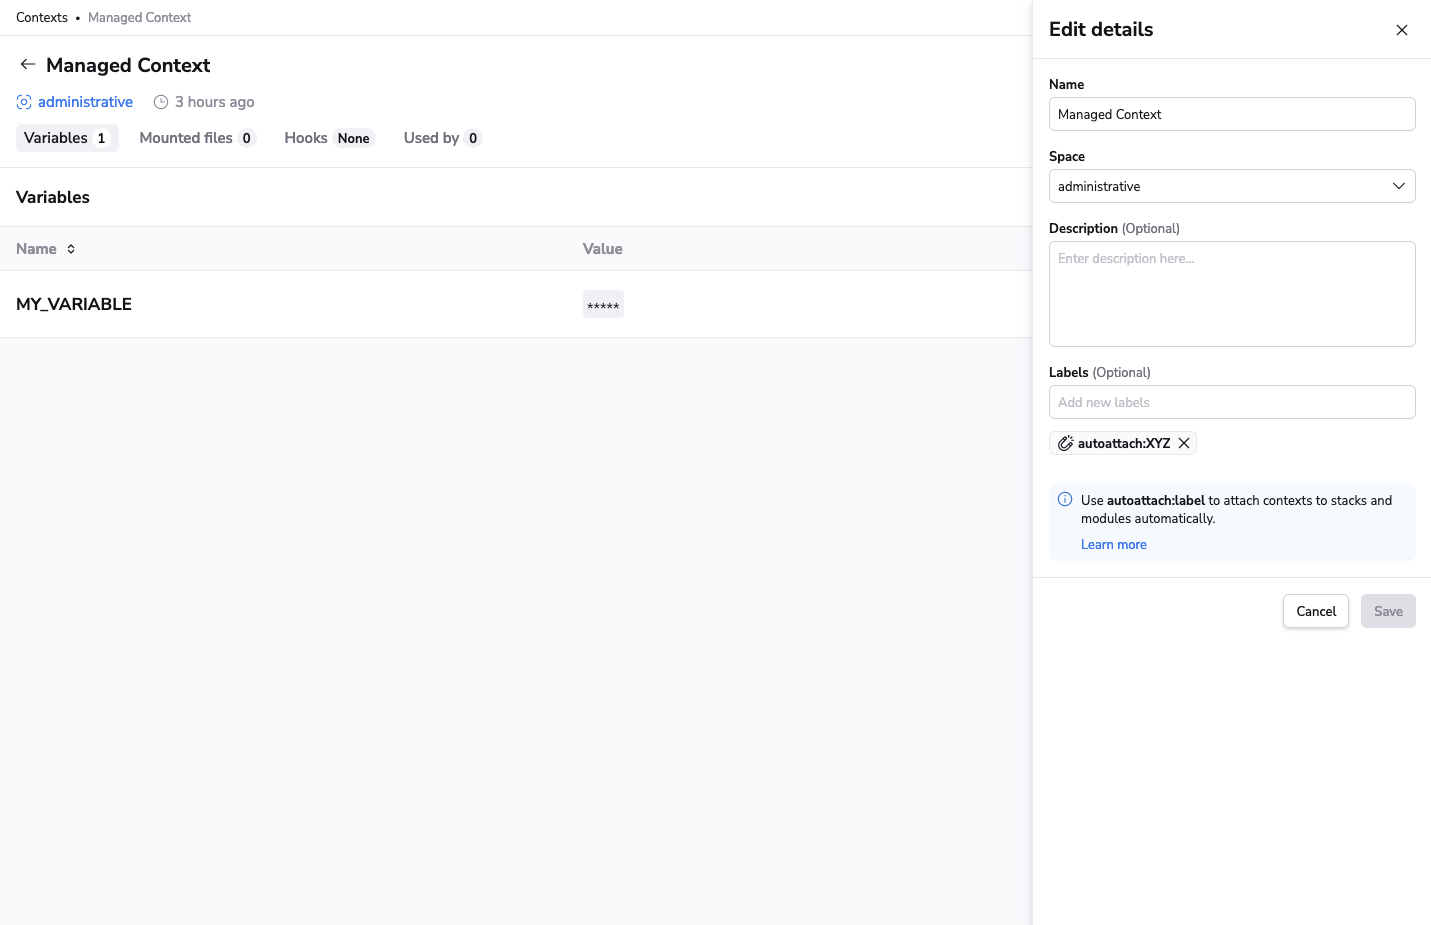 Contexts • Managed Context
Managed Context
administrative 3 hours ago
Variables 1 Mounted files 0 Hooks None Used by 0
Variables
Name Value
MY_VARIABLE *****
Edit details
Name
Managed Context
Space
administrative
Description (Optional)
Enter description here...
Labels (Optional)
Add new labels
autoattach:XYZ
Use autoattach:label to attach contexts to stacks and
modules automatically.
Learn more
Cancel Save